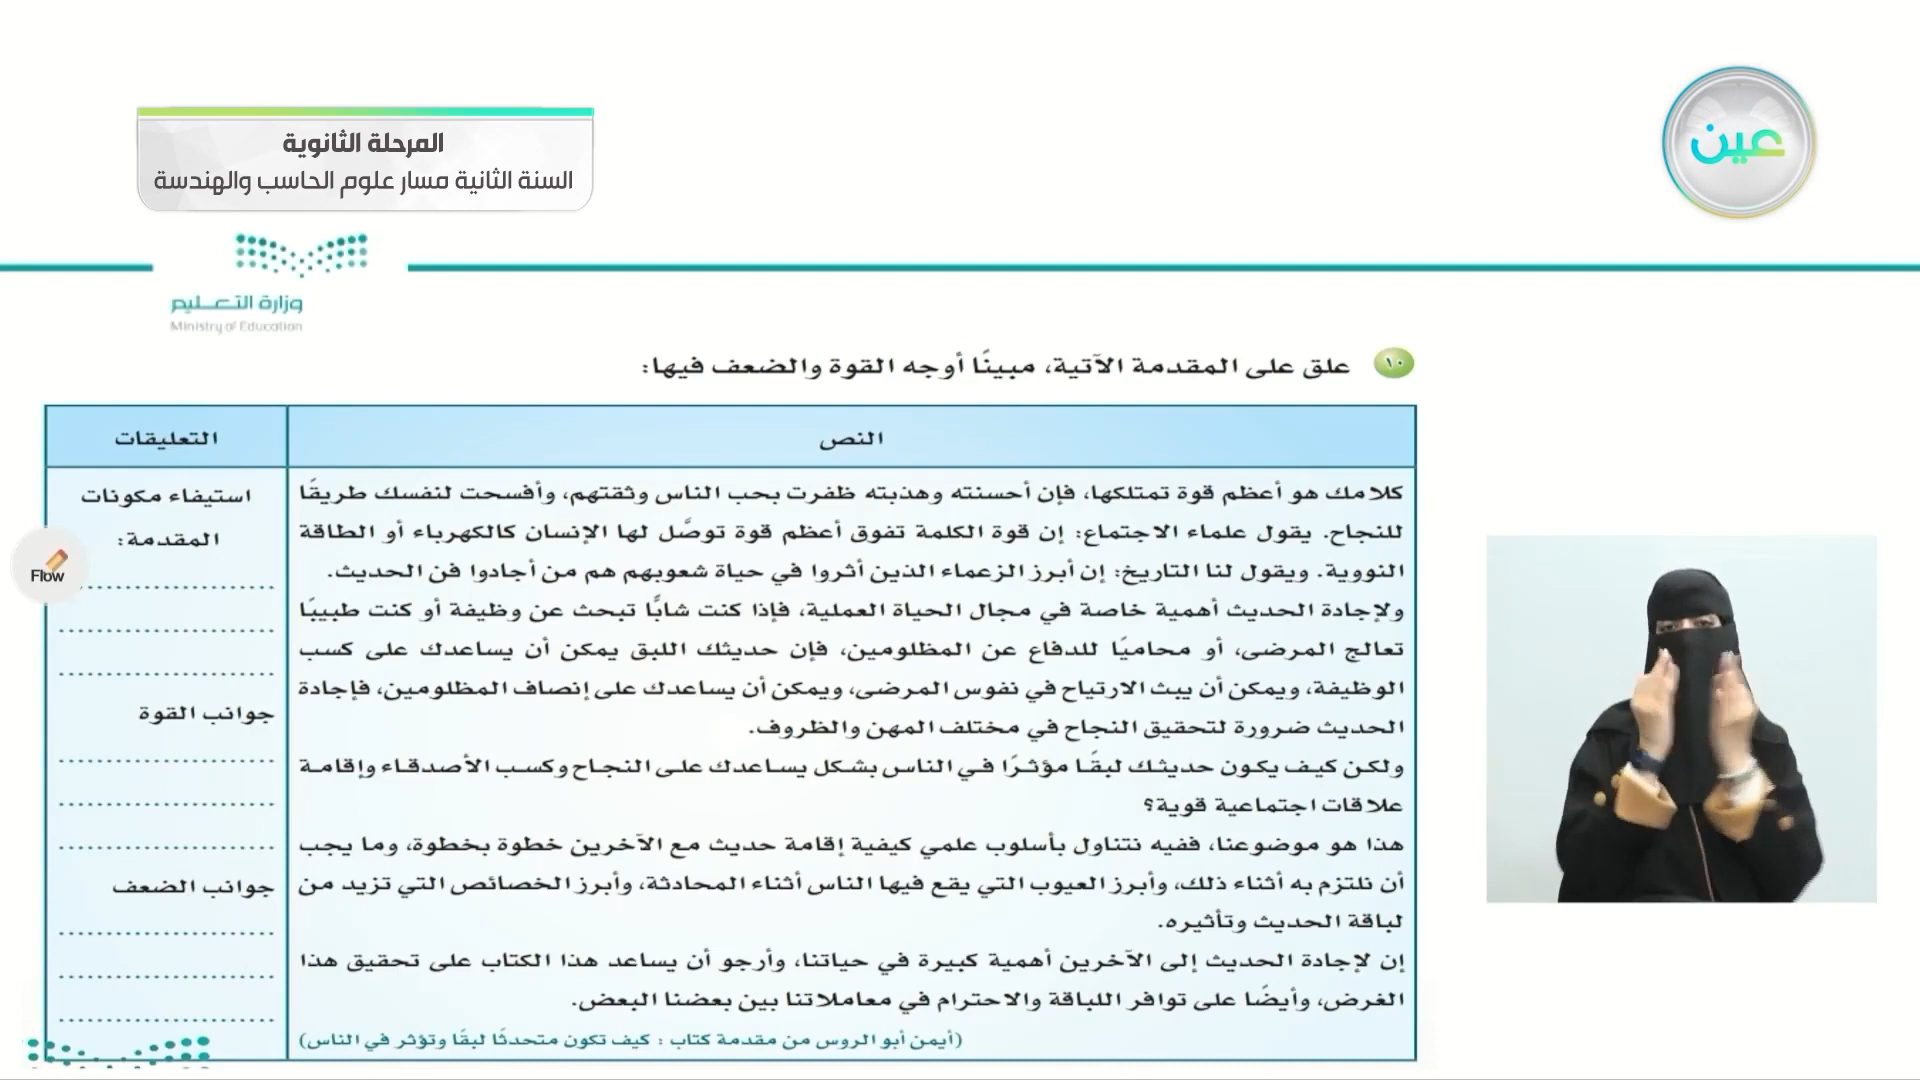 المرحلة الثانوية
السنة الثانية مسار علوم الحاسب والهندسة
عين
وزارة التعليم
Ministry of Education
١٠ علق على المقدمة الآتية، مبينًا أوجه القوة والضعف فيها:
النص
كلامك هو أعظم قوة تمتلكها، فإن أحسنته وهذبته ظفرت بحب الناس وثقتهم، وأفسحت لنفسك طريقًا
للنجاح. يقول علماء الاجتماع: إن قوة الكلمة تفوق أعظم قوة توصَّل لها الإنسان كالكهرباء أو الطاقة
النووية. ويقول لنا التاريخ: إن أبرز الزعماء الذين أثروا في حياة شعوبهم هم من أجادوا فن الحديث.
ولإجادة الحديث أهمية خاصة في مجال الحياة العملية، فإذا كنت شابًّا تبحث عن وظيفة أو كنت طبيبًا
تعالج المرضى، أو محاميًا للدفاع عن المظلومين، فإن حديثك اللبق يمكن أن يساعدك على كسب
الوظيفة، ويمكن أن يبث الارتياح في نفوس المرضى، ويمكن أن يساعدك على إنصاف المظلومين، فإجادة
الحديث ضرورة لتحقيق النجاح في مختلف المهن والظروف.
ولكن كيف يكون حديثك لبقًا مؤثرًا في الناس بشكل يساعدك على النجاح وكسب الأصدقاء وإقامة
علاقات اجتماعية قوية؟
هذا هو موضوعنا، ففيه نتناول بأسلوب علمي كيفية إقامة حديث مع الآخرين خطوة بخطوة، وما يجب
أن نلتزم به أثناء ذلك، وأبرز العيوب التي يقع فيها الناس أثناء المحادثة، وأبرز الخصائص التي تزيد من
لباقة الحديث وتأثيره.
إن لإجادة الحديث إلى الآخرين أهمية كبيرة في حياتنا، وأرجو أن يساعد هذا الكتاب على تحقيق هذا
الغرض، وأيضًا على توافر اللباقة والاحترام في معاملاتنا بين بعضنا البعض.
(أيمن أبو الروس من مقدمة كتاب : كيف تكون متحدثًا لبقًا وتؤثر في الناس)
التعليقات
استيفاء مكونات
المقدمة:
جوانب القوة
جوانب الضعف
Flow